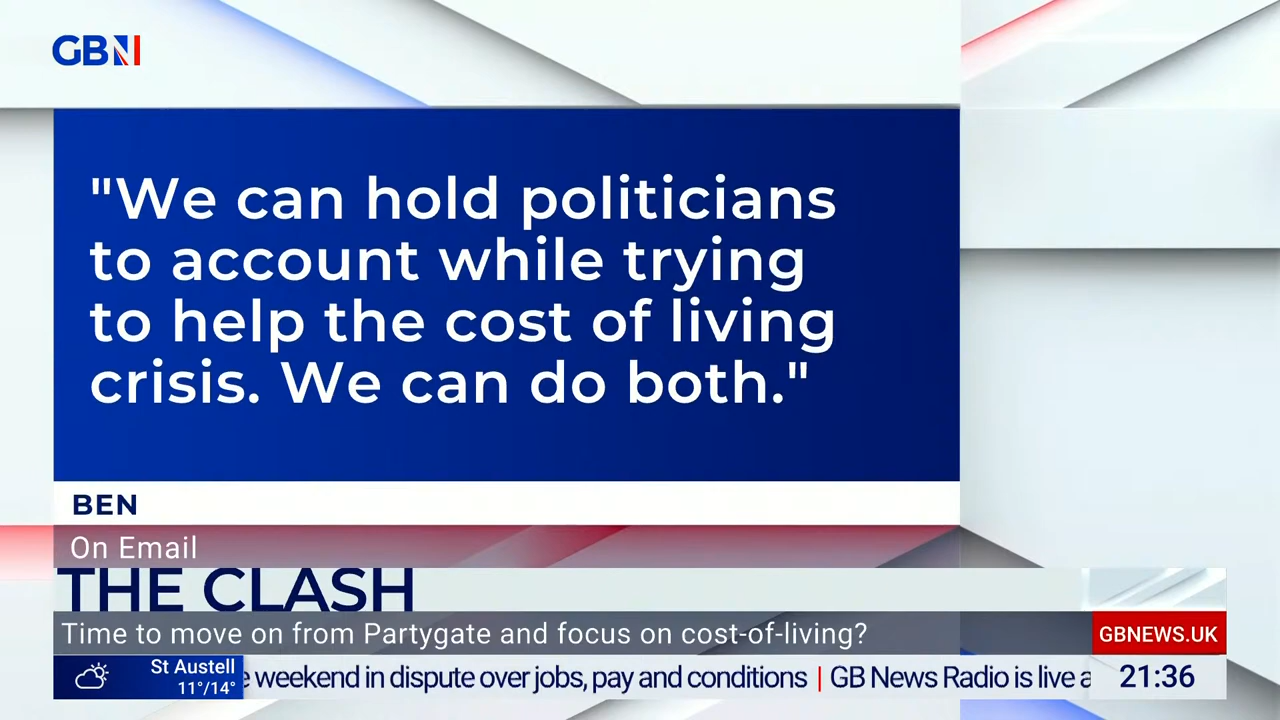 GBN
"We can hold politicians
to account while trying
to help the cost of living
crisis. We can do both."
BEN
On Email
THE CLASH
Time to move on from Partygate and focus on cost-of-living?
GBNEWS.UK
St Austell
11°/14°
e weekend in dispute over jobs, pay and conditions | GB News Radio is live a
21:36